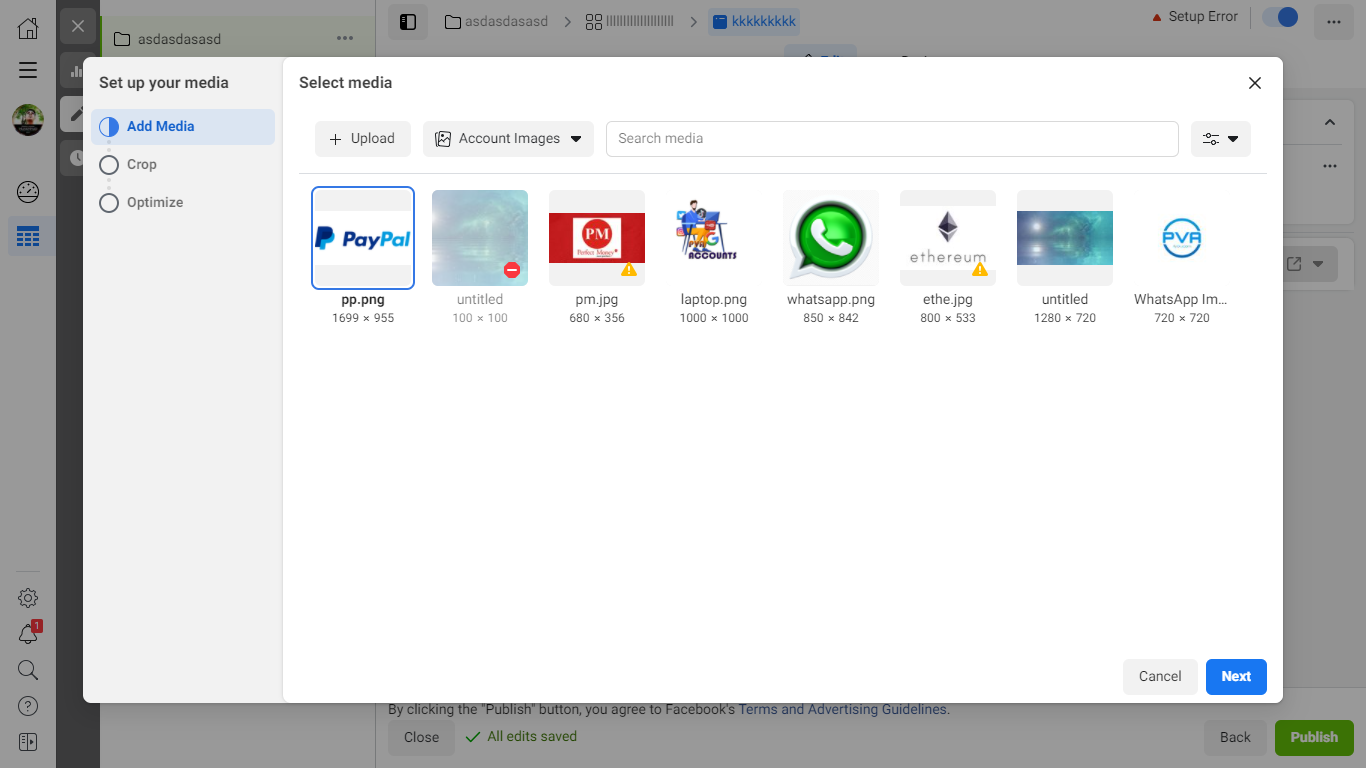 asdasdasasd
asdasdasasd
kkkkkkkkk
Setup Error
Set up your media
Add Media
Crop
Optimize
Select media
Upload
Account Images
Search media
PayPal
PM
Perfect Money
PVA
ACCOUNTS
ethereum
PVA
pp.png
1699 × 955
untitled
100 × 100
pm.jpg
680 × 356
laptop.png
1000 × 1000
whatsapp.png
850 × 842
ethe.jpg
800 × 533
untitled
1280 × 720
WhatsApp Im...
720 × 720
1
Cancel
Next
By clicking the "Publish" button, you agree to Facebook's Terms and Advertising Guidelines.
Close
All edits saved
Back
Publish